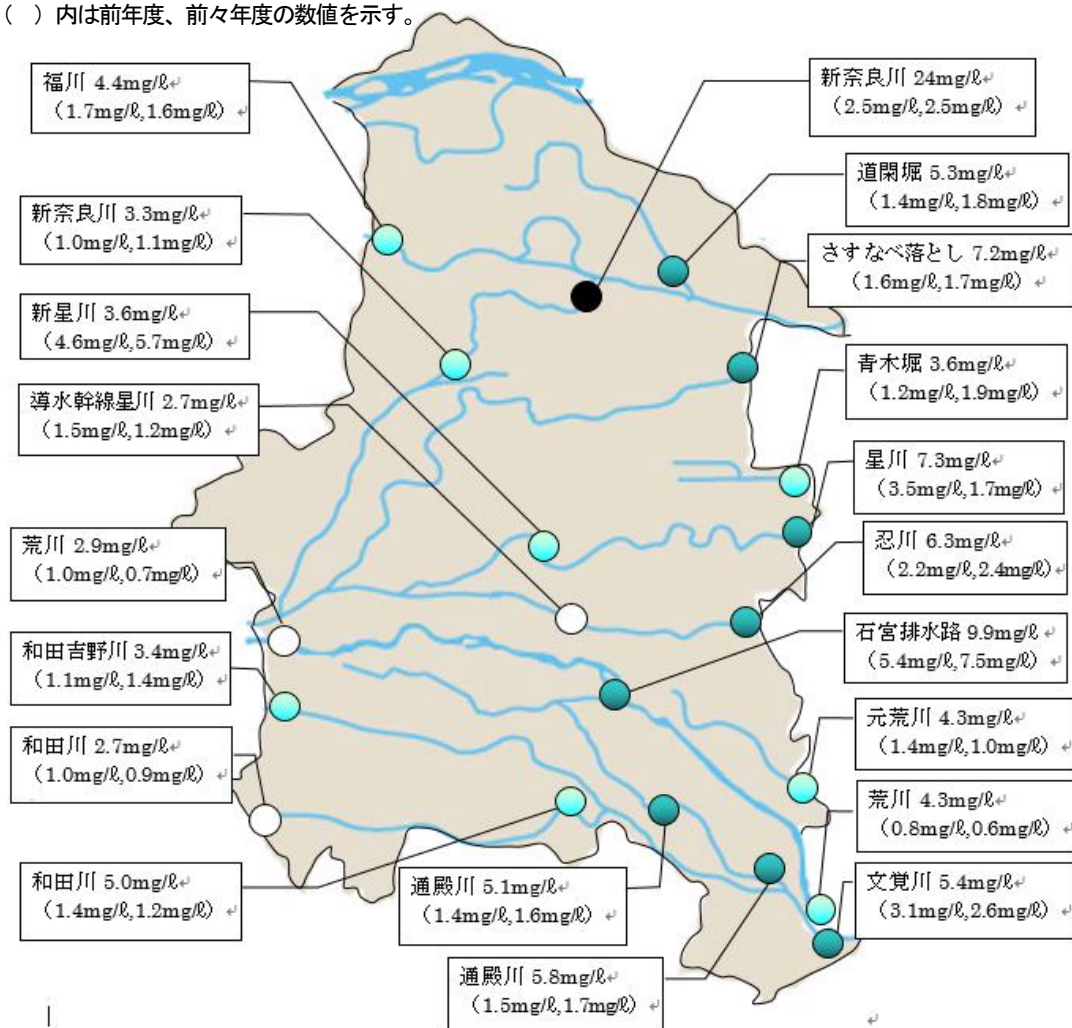 （　）内は前年度、前々年度の数値を示す。
福川 4.4mg/ℓ↵
（1.7mg/ℓ,1.6mg/ℓ）↵
新奈良川 3.3mg/ℓ↵
（1.0mg/ℓ,1.1mg/ℓ）↵
新星川 3.6mg/ℓ↵
（4.6mg/ℓ,5.7mg/ℓ）↵
導水幹線星川 2.7mg/ℓ↵
（1.5mg/ℓ,1.2mg/ℓ）↵
荒川 2.9mg/ℓ↵
（1.0mg/ℓ,0.7mg/ℓ）↵
和田吉野川 3.4mg/ℓ↵
（1.1mg/ℓ,1.4mg/ℓ）↵
和田川 2.7mg/ℓ↵
（1.0mg/ℓ,0.9mg/ℓ）↵
和田川 5.0mg/ℓ↵
（1.4mg/ℓ,1.2mg/ℓ）↵
通殿川 5.1mg/ℓ↵
（1.4mg/ℓ,1.6mg/ℓ）↵
通殿川 5.8mg/ℓ↵
（1.5mg/ℓ,1.7mg/ℓ）↵
新奈良川 24mg/ℓ↵
（2.5mg/ℓ,2.5mg/ℓ）↵
道閑堀 5.3mg/ℓ↵
（1.4mg/ℓ,1.8mg/ℓ）↵
さすなべ落とし 7.2mg/ℓ↵
（1.6mg/ℓ,1.7mg/ℓ）↵
青木堀 3.6mg/ℓ↵
（1.2mg/ℓ,1.9mg/ℓ）↵
星川 7.3mg/ℓ↵
（3.5mg/ℓ,1.7mg/ℓ）↵
忍川 6.3mg/ℓ↵
（2.2mg/ℓ,2.4mg/ℓ）↵
石宮排水路 9.9mg/ℓ↵
（5.4mg/ℓ,7.5mg/ℓ）↵
元荒川 4.3mg/ℓ↵
（1.4mg/ℓ,1.0mg/ℓ）↵
荒川 4.3mg/ℓ↵
（0.8mg/ℓ,0.6mg/ℓ）↵
文覚川 5.4mg/ℓ↵
（3.1mg/ℓ,2.6mg/ℓ）↵